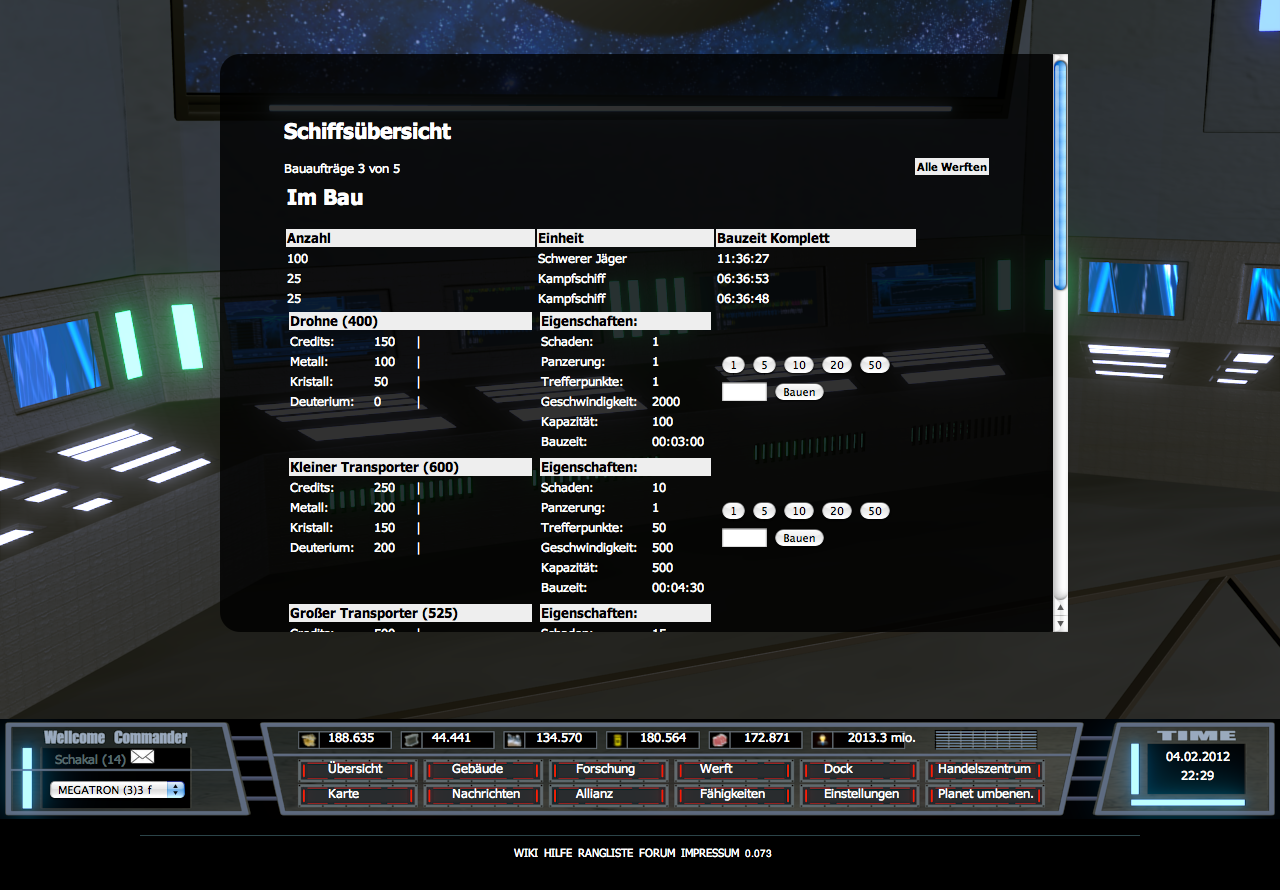 Schiffsübersicht
Bauaufträge 3 von 5
Alle Werften
Im Bau
Anzahl Einheit Bauzeit Komplett
100 Schwerer Jäger 11:36:27
25 Kampfschiff 06:36:53
25 Kampfschiff 06:36:48
Drohne (400) Eigenschaften:
Credits: 150 | Schaden: 1
Metall: 100 | Panzerung: 1
1 5 10 20 50
Kristall: 50 | Trefferpunkte: 1
Bauen
Deuterium: 0 | Geschwindigkeit: 2000
Kapazität: 100
Bauzeit: 00:03:00
Kleiner Transporter (600) Eigenschaften:
Credits: 250 | Schaden: 10
Metall: 200 | Panzerung: 1
1 5 10 20 50
Kristall: 150 | Trefferpunkte: 50
Bauen
Deuterium: 200 | Geschwindigkeit: 500
Kapazität: 500
Bauzeit: 00:04:30
Großer Transporter (525) Eigenschaften:
Credits: 500 | Schaden: 15
Wellcome Commander
Schakal (14)
MEGATRON (3)3 f
188.635 44.441 134.570 180.564 172.871 2013.3 mio.
Übersicht Gebäude Forschung Werft Dock Handelszentrum
Karte Nachrichten Allianz Fähigkeiten Einstellungen Planet umbenen.
TIME
04.02.2012
22:29
WIKI HILFE RANGLISTE FORUM IMPRESSUM 0.073